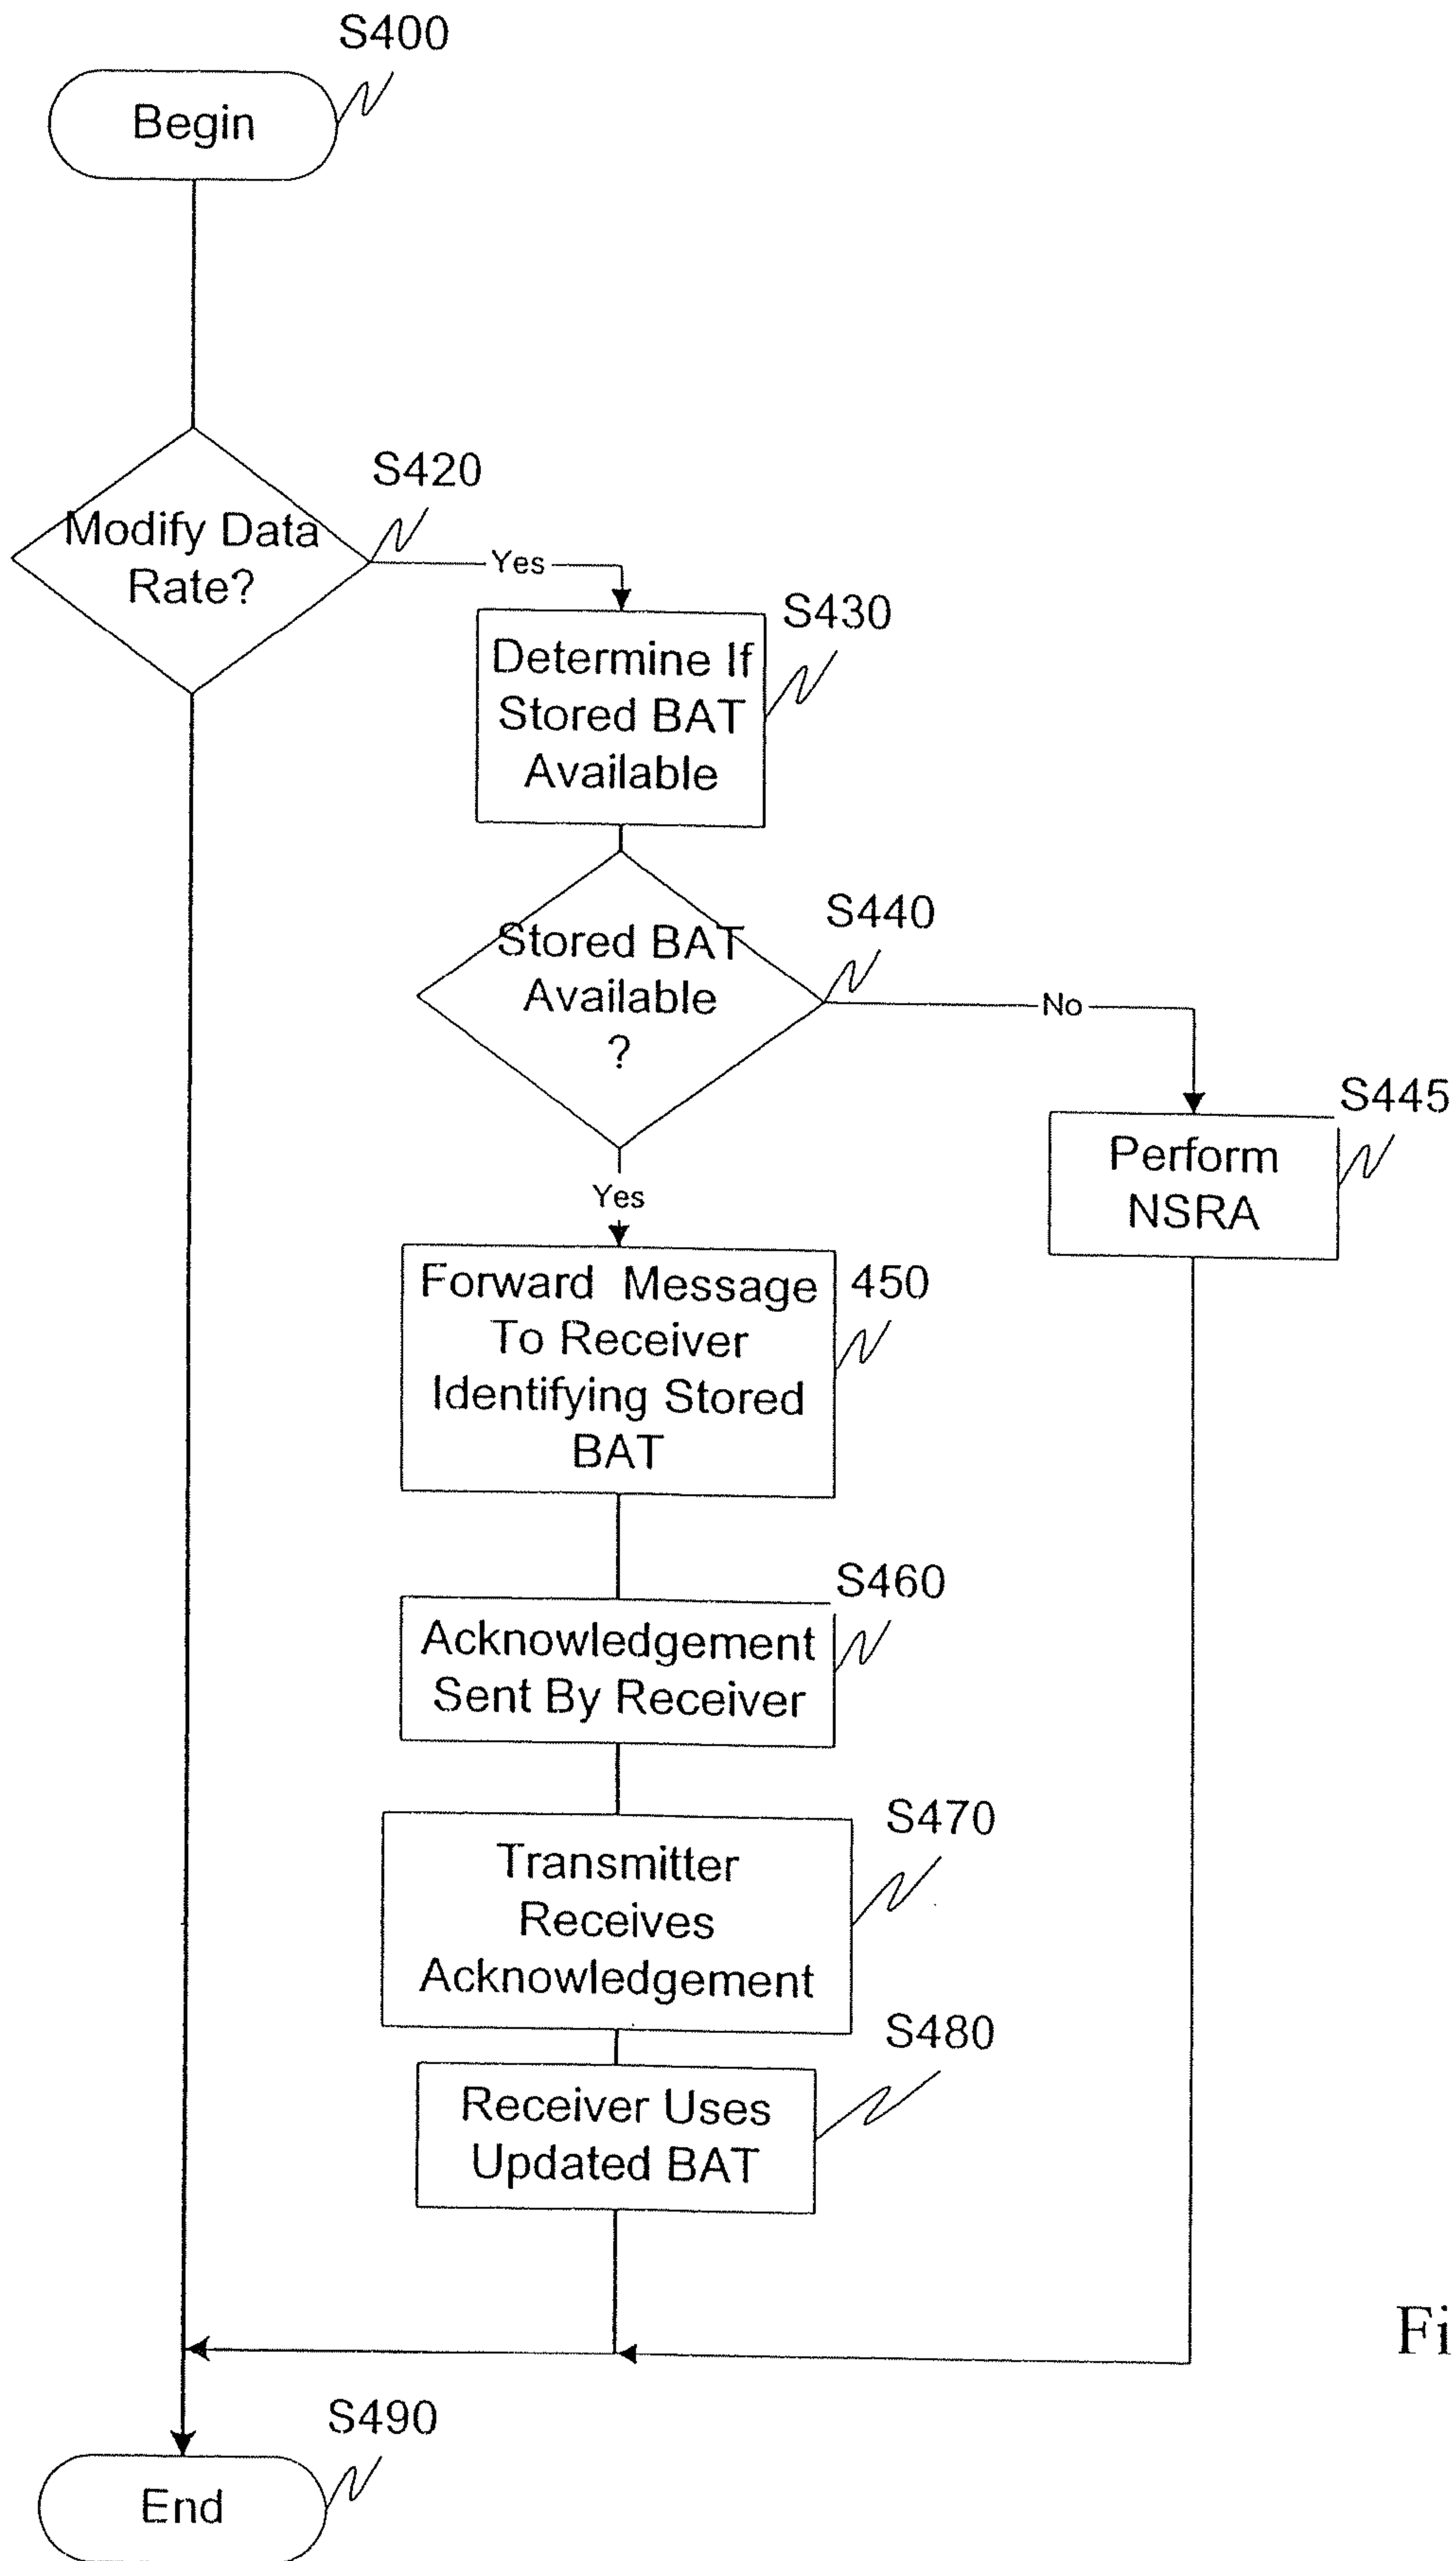 S400
Begin
S420
Modify Data
Rate?
Yes
S430
Determine If
Stored BAT
Available
S440
Stored BAT
Available
?
No
S445
Perform
NSRA
Yes
450
Forward Message
To Receiver
Identifying Stored
BAT
S460
Acknowledgement
Sent By Receiver
S470
Transmitter
Receives
Acknowledgement
S480
Receiver Uses
Updated BAT
Fi
S490
End